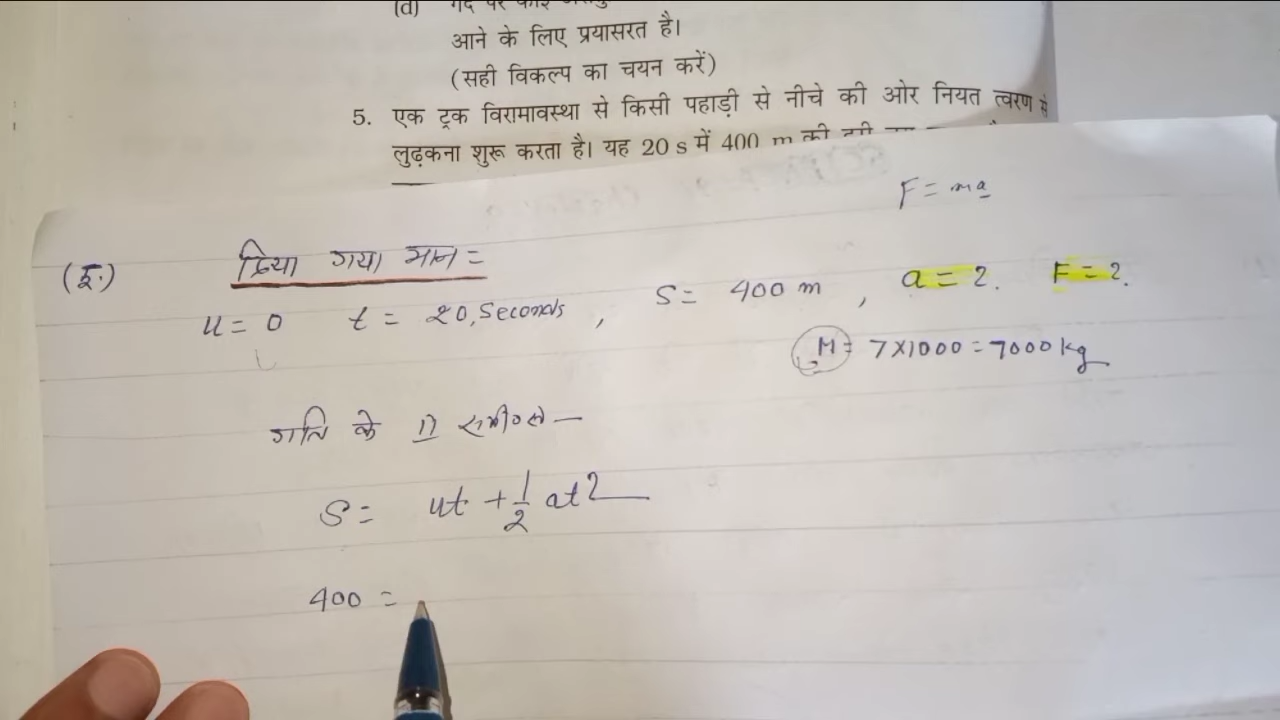 (d) गेंद पर कोई
आने के लिए प्रयासरत है।
(सही विकल्प का चयन करें)
5. एक ट्रक विरामावस्था से किसी पहाड़ी से नीचे की ओर नियत त्वरण से
लुढ़कना शुरू करता है। यह 20 s में 400 m की दूरी
F = ma
दिया गया मान =
u = 0 t = 20, Seconds , S = 400 m , a = ?. F = ?.
M = 7×1000 = 7000 kg
गति के II समी० से —
S = ut + 1/2 at2
400 =